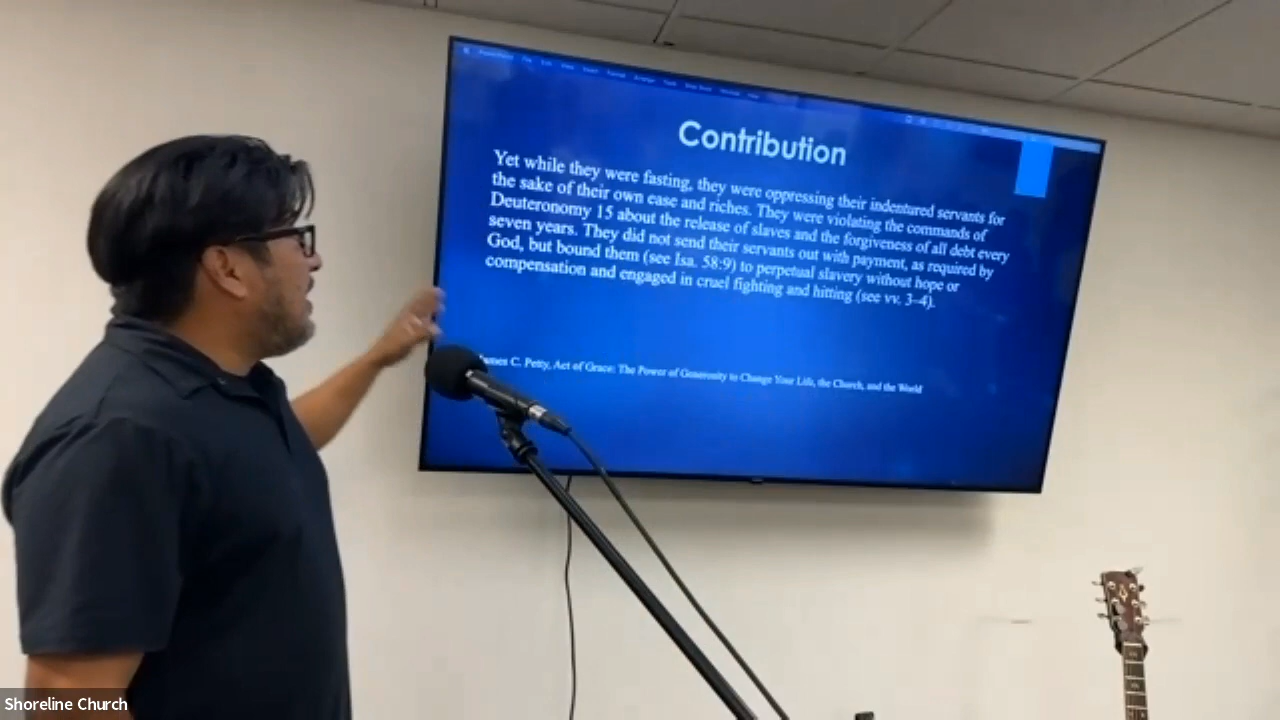 Contribution
Yet while they were fasting, they were oppressing their indentured servants for
the sake of their own ease and riches. They were violating the commands of
Deuteronomy 15 about the release of slaves and the forgiveness of all debt every
seven years. They did not send their servants out with payment, as required by
God, but bound them (see Isa. 58:9) to perpetual slavery without hope or
compensation and engaged in cruel fighting and hitting (see vv. 3–4).
C. Petty, Act of Grace: The Power of Generosity to Change Your Life, the Church, and the World
Shoreline Church